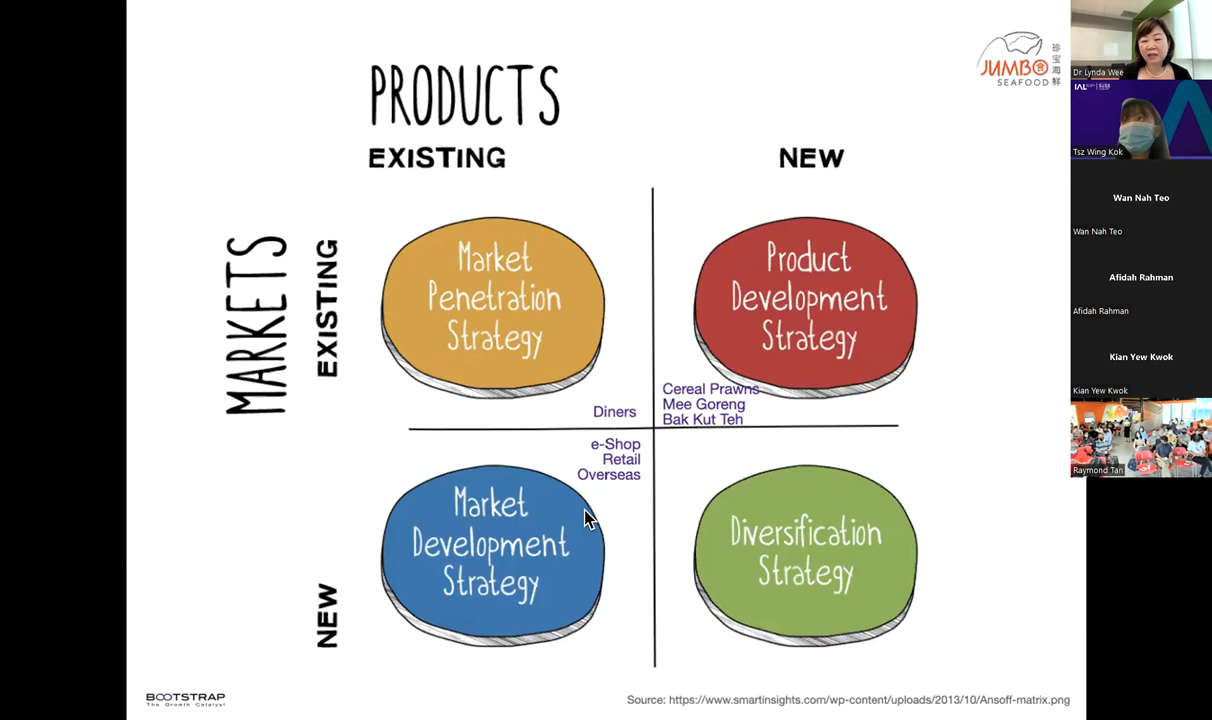 PRODUCTS
EXISTING
NEW
MARKETS
EXISTING
NEW
Market
Penetration
Strategy
Product
Development
Strategy
Diners
Cereal Prawns
Mee Goreng
Bak Kut Teh
e-Shop
Retail
Overseas
Market
Development
Strategy
Diversification
Strategy
JUMBO
SEAFOOD
珍宝海鲜
BOOTSTRAP
The Growth Catalyst
Source: https://www.smartinsights.com/wp-content/uploads/2013/10/Ansoff-matrix.png
Dr Lynda Wee
IAL
Tsz Wing Kok
Wan Nah Teo
Wan Nah Teo
Afidah Rahman
Afidah Rahman
Kian Yew Kwok
Kian Yew Kwok
Raymond Tan